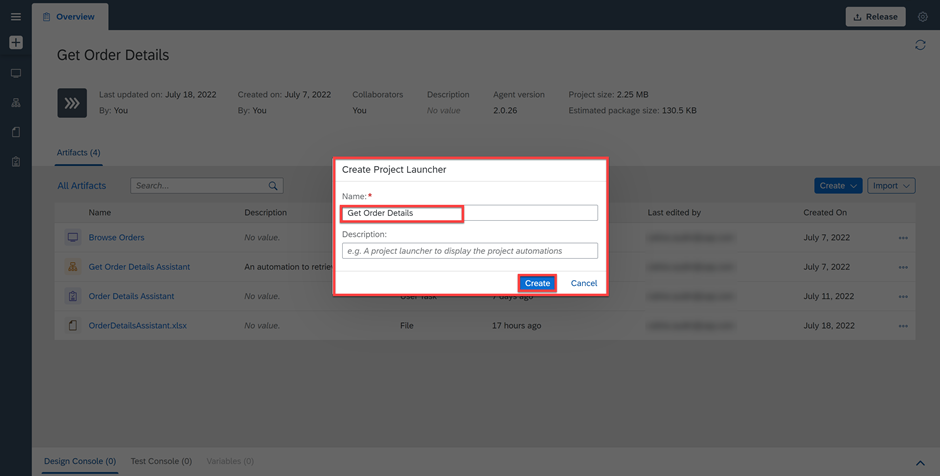 Overview
Release
Get Order Details
Last updated on: July 18, 2022 Created on: July 7, 2022 Collaborators Description Agent version Project size: 2.25 MB
By: You By: You You No value 2.0.26 Estimated package size: 130.5 KB
Artifacts (4)
All Artifacts Search... Create Import
Name Description Last edited by Created On
Browse Orders No value. July 7, 2022
Get Order Details Assistant An automation to retrie July 7, 2022
Order Details Assistant No value. User Task 7 days ago July 11, 2022
OrderDetailsAssistant.xlsx No value. File 17 hours ago July 18, 2022
Create Project Launcher
Name: *
Get Order Details
Description:
e.g. A project launcher to display the project automations
Create Cancel
Design Console (0) Test Console (0) Variables (0)